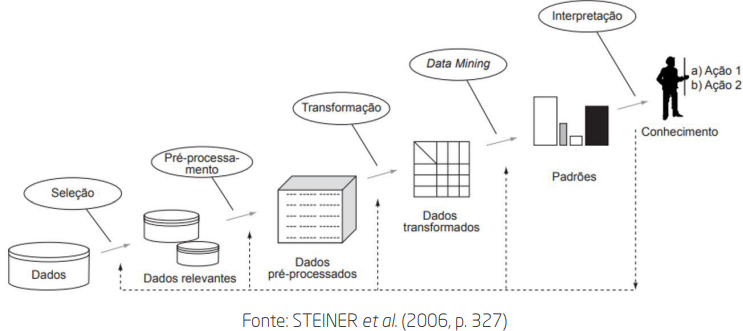 Interpretação
Data Mining
a) Ação 1
b) Ação 2
Transformação
Conhecimento
Pré-processa-
mento
Padrões
Seleção
Dados
transformados
Dados
pré-processados
Dados relevantes
Dados
Fonte: STEINER et al. (2006, p. 327)